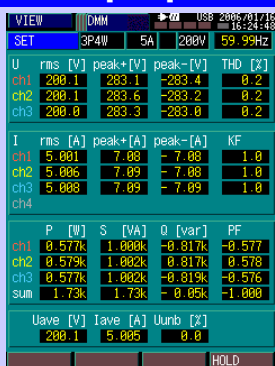 VIEW DMM USB 2006/01/16
16:24:48
SET 3P4W 5A 200V 59.99Hz
U rms [V] peak+[V] peak-[V] THD [%]
ch1 200.1 283.1 -283.4 0.2
ch2 200.1 283.6 -283.2 0.2
ch3 200.0 283.3 -283.0 0.2
I rms [A] peak+[A] peak-[A] KF
ch1 5.001 7.08 - 7.08 1.0
ch2 5.006 7.08 - 7.09 1.0
ch3 5.008 7.09 - 7.09 1.0
ch4
P [W] S [VA] Q [var] PF
ch1 0.577k 1.000k -0.817k -0.577
ch2 0.579k 1.002k 0.817k 0.578
ch3 0.577k 1.002k -0.819k -0.576
sum 1.73k 1.73k - 0.05k -1.000
Uave [V] Iave [A] Uunb [%]
200.1 5.005 0.0
HOLD